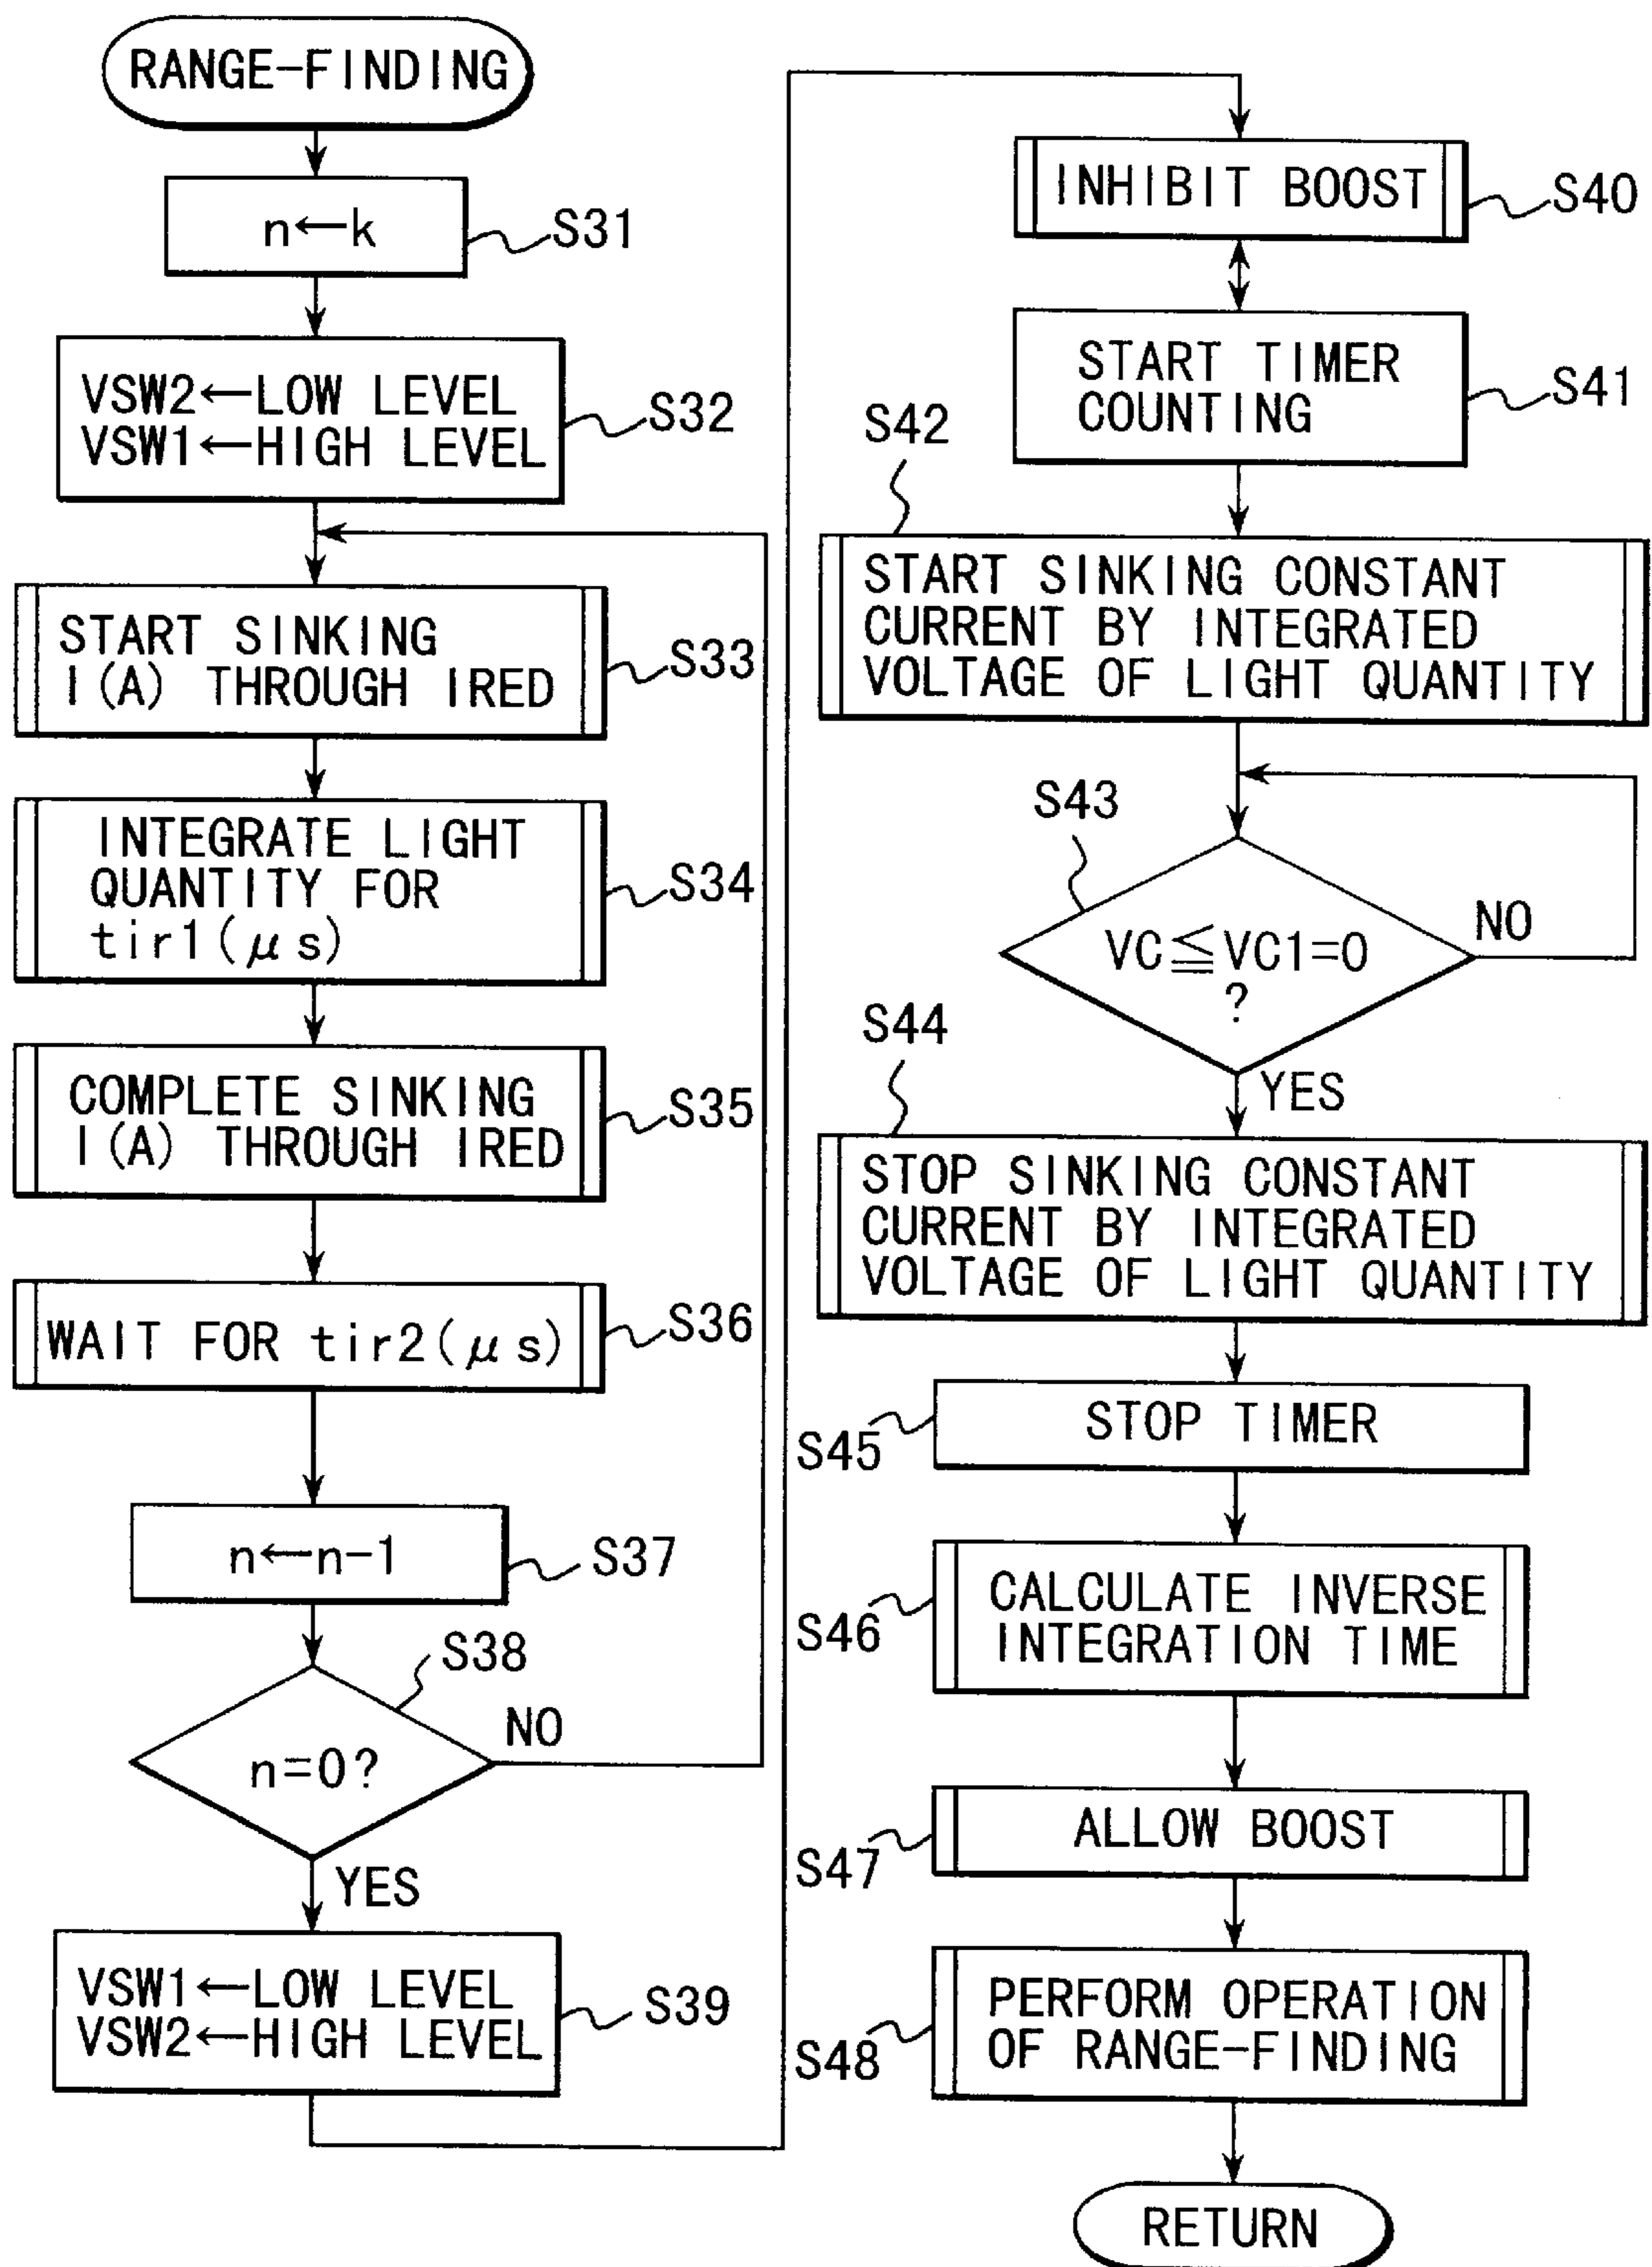 RANGE-FINDING
n←k
S31
VSW2←LOW LEVEL
VSW1←HIGH LEVEL
S32
START SINKING
I(A) THROUGH IRED
S33
INTEGRATE LIGHT
QUANTITY FOR
tir1(μs)
S34
COMPLETE SINKING
I(A) THROUGH IRED
S35
WAIT FOR tir2(μs)
S36
n←n-1
S37
S38
n=0?
NO
YES
VSW1←LOW LEVEL
VSW2←HIGH LEVEL
S39
INHIBIT BOOST
S40
START TIMER
COUNTING
S41
S42
START SINKING CONSTANT
CURRENT BY INTEGRATED
VOLTAGE OF LIGHT QUANTITY
S43
VC≦VC1=0
?
NO
YES
S44
STOP SINKING CONSTANT
CURRENT BY INTEGRATED
VOLTAGE OF LIGHT QUANTITY
STOP TIMER
S45
CALCULATE INVERSE
INTEGRATION TIME
S46
ALLOW BOOST
S47
PERFORM OPERATION
OF RANGE-FINDING
S48
RETURN